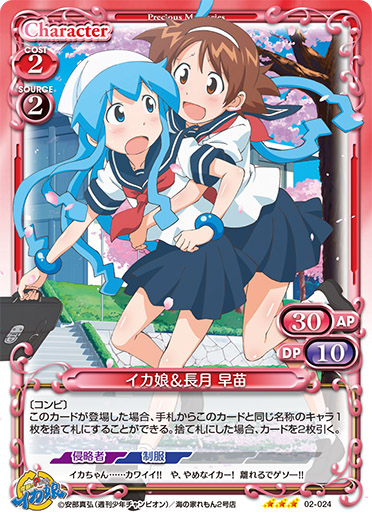 Precious Memories
Character
COST
2
SOURCE
2
30 AP
DP 10
イカ娘&長月 早苗
［コンビ］
このカードが登場した場合、手札からこのカードと同じ名称のキャラ1
枚を捨て札にすることができる。捨て札にした場合、カードを2枚引く。
侵略者 制服
イカちゃん……カワイイ!! や、やめなイカー! 離れるでゲソー!!
侵略!イカ娘
©安部真弘(週刊少年チャンピオン)/海の家れもん2号店
02-024